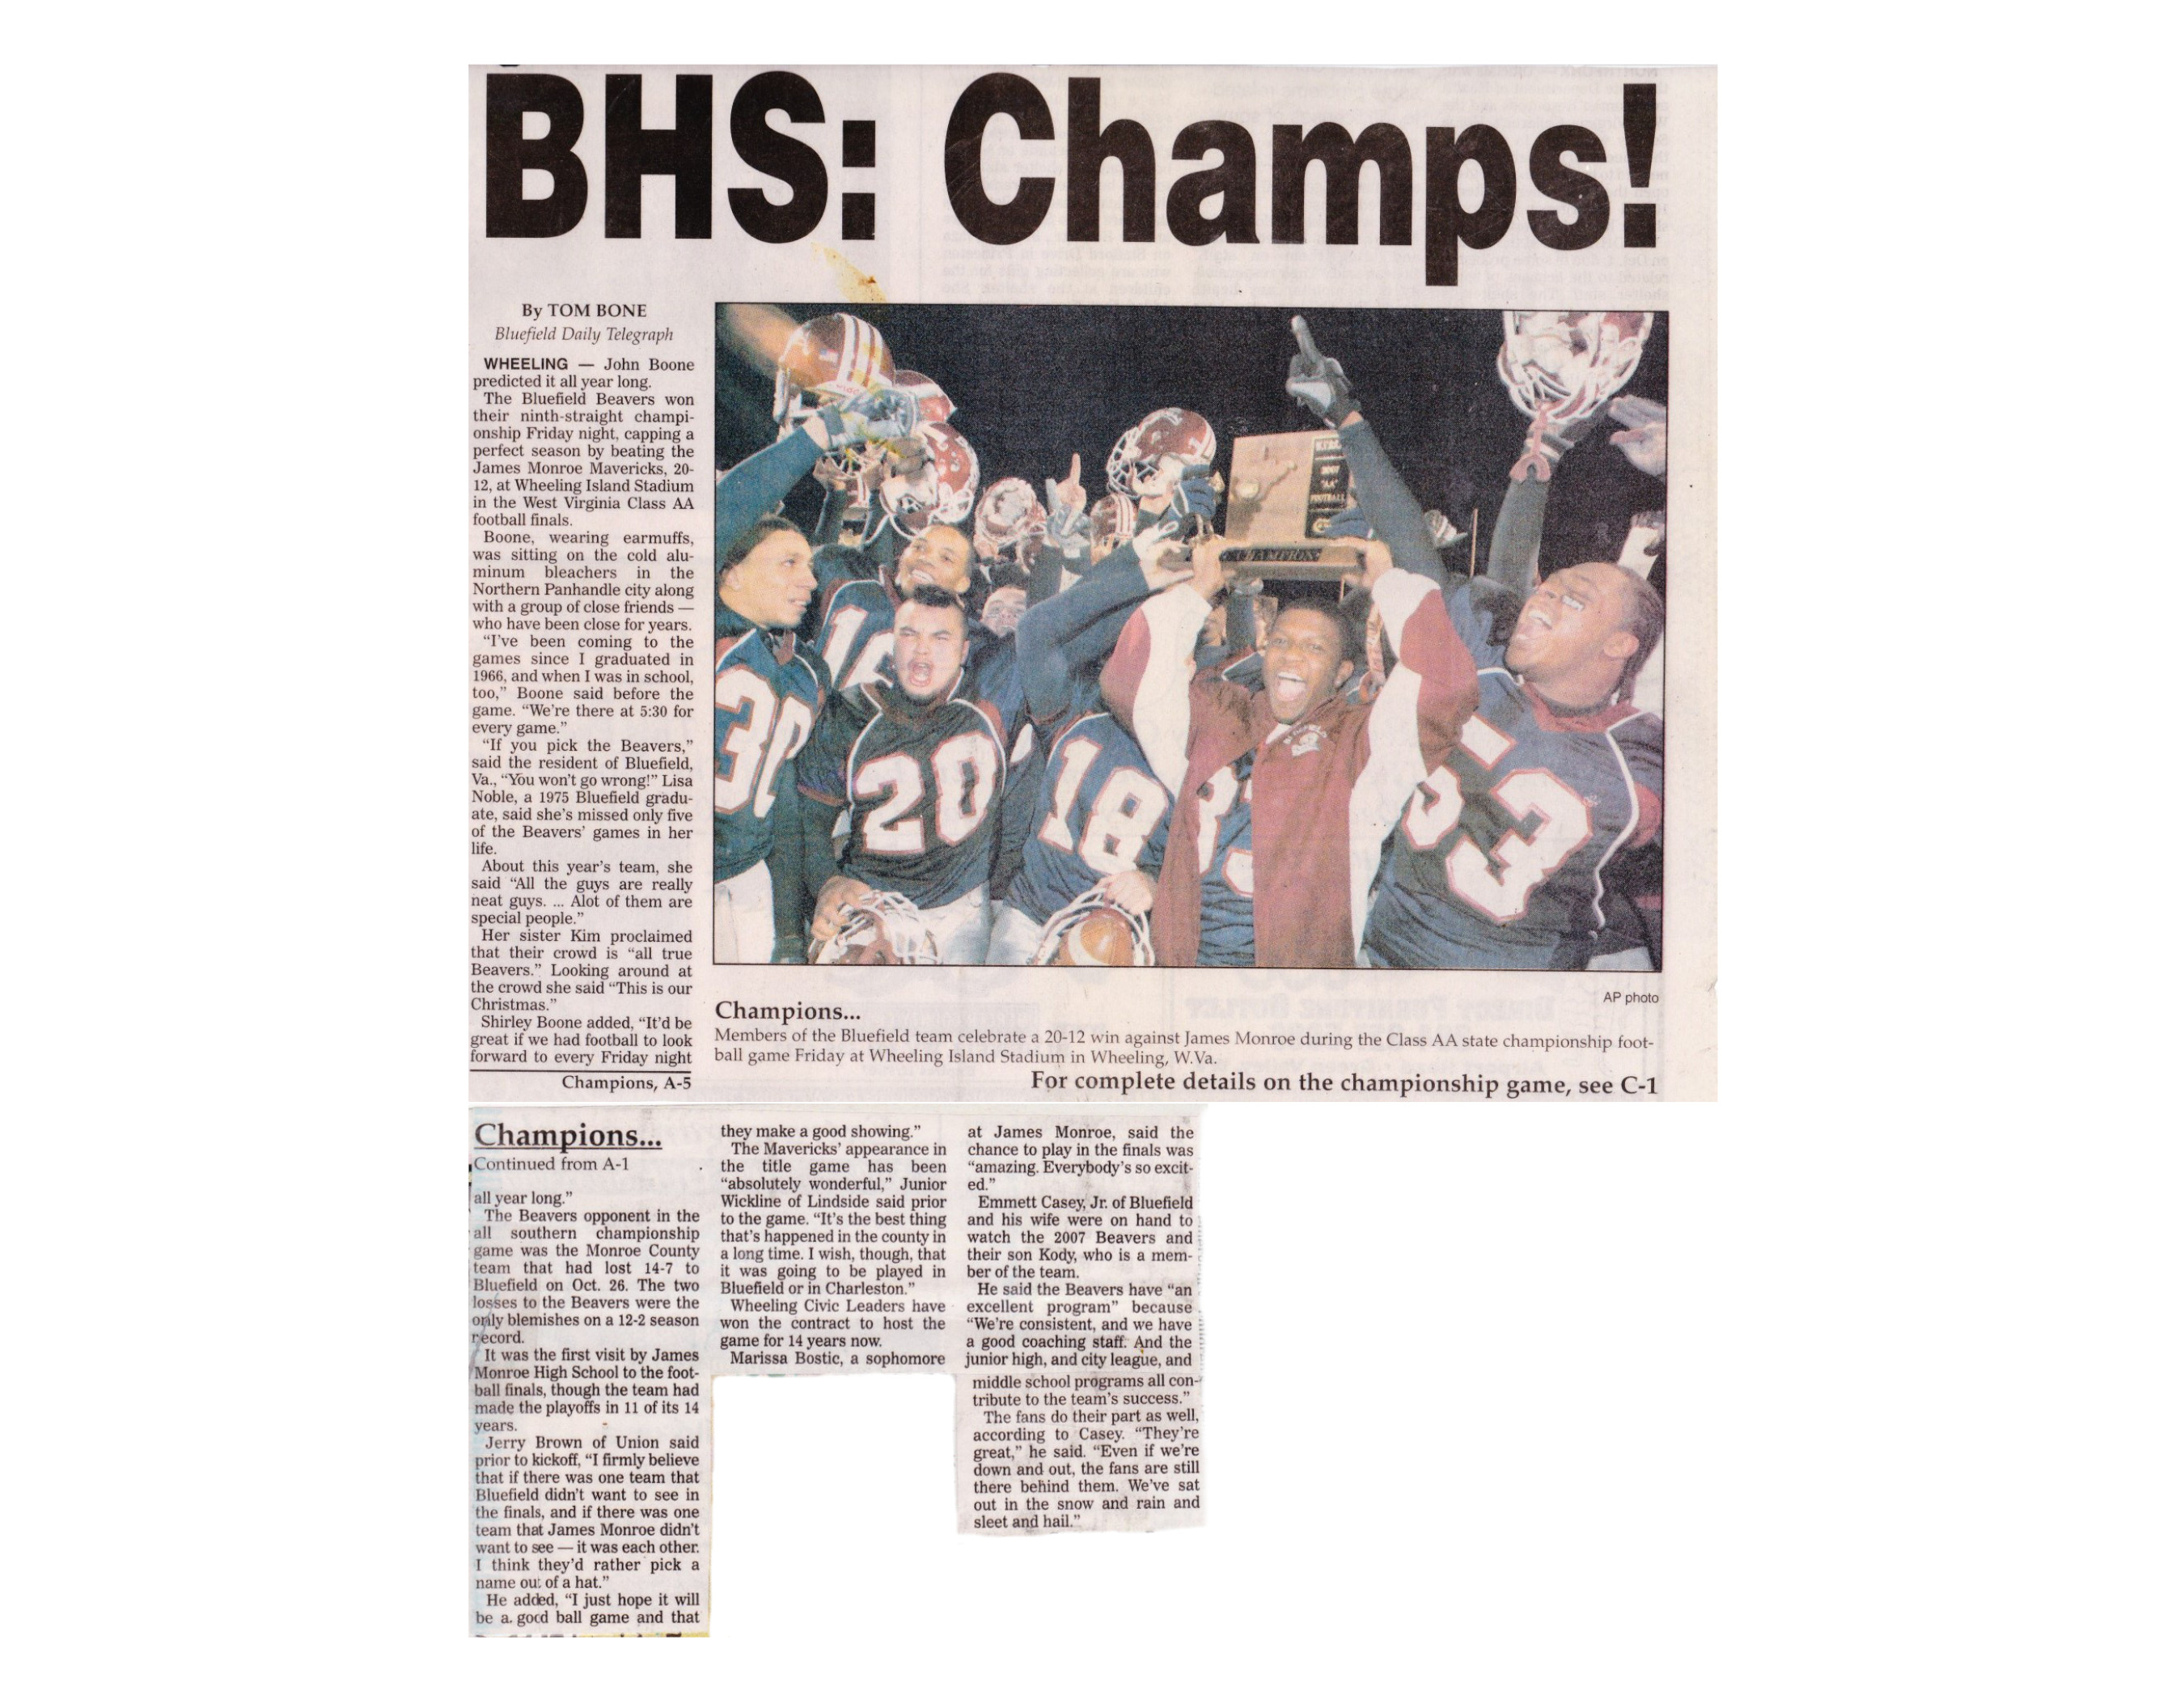 BHS: Champs!
By TOM BONE
Bluefield Daily Telegraph
WHEELING — John Boone
predicted it all year long.
The Bluefield Beavers won
their ninth-straight champi-
onship Friday night, capping a
perfect season by beating the
James Monroe Mavericks, 20-
12, at Wheeling Island Stadium
in the West Virginia Class AA
football finals.
Boone, wearing earmuffs,
was sitting on the cold alu-
minum bleachers in the
Northern Panhandle city along
with a group of close friends —
who have been close for years.
“I’ve been coming to the
games since I graduated in
1966, and when I was in school,
too,” Boone said before the
game. “We’re there at 5:30 for
every game.”
“If you pick the Beavers,”
said the resident of Bluefield,
Va., “You won’t go wrong!” Lisa
Noble, a 1975 Bluefield gradu-
ate, said she’s missed only five
of the Beavers’ games in her
life.
About this year’s team, she
said “All the guys are really
neat guys. ... Alot of them are
special people.”
Her sister Kim proclaimed
that their crowd is “all true
Beavers.” Looking around at
the crowd she said “This is our
Christmas.”
Shirley Boone added, “It’d be
great if we had football to look
forward to every Friday night
Champions, A-5
"AA"
FOOTBALL
CHAMPION
30
20
18
53
AP photo
Champions...
Members of the Bluefield team celebrate a 20-12 win against James Monroe during the Class AA state championship foot-
ball game Friday at Wheeling Island Stadium in Wheeling, W.Va.
For complete details on the championship game, see C-1
Champions...
Continued from A-1
all year long.”
The Beavers opponent in the
all southern championship
game was the Monroe County
team that had lost 14-7 to
Bluefield on Oct. 26. The two
losses to the Beavers were the
only blemishes on a 12-2 season
record.
It was the first visit by James
Monroe High School to the foot-
ball finals, though the team had
made the playoffs in 11 of its 14
years.
Jerry Brown of Union said
prior to kickoff, “I firmly believe
that if there was one team that
Bluefield didn’t want to see in
the finals, and if there was one
team that James Monroe didn’t
want to see — it was each other.
I think they’d rather pick a
name out of a hat.”
He added, “I just hope it will
be a good ball game and that
they make a good showing.”
The Mavericks’ appearance in
the title game has been
“absolutely wonderful,” Junior
Wickline of Lindside said prior
to the game. “It’s the best thing
that’s happened in the county in
a long time. I wish, though, that
it was going to be played in
Bluefield or in Charleston.”
Wheeling Civic Leaders have
won the contract to host the
game for 14 years now.
Marissa Bostic, a sophomore
at James Monroe, said the
chance to play in the finals was
“amazing. Everybody’s so excit-
ed.”
Emmett Casey, Jr. of Bluefield
and his wife were on hand to
watch the 2007 Beavers and
their son Kody, who is a mem-
ber of the team.
He said the Beavers have “an
excellent program” because
“We’re consistent, and we have
a good coaching staff. And the
junior high, and city league, and
middle school programs all con-
tribute to the team’s success.”
The fans do their part as well,
according to Casey. “They’re
great,” he said. “Even if we’re
down and out, the fans are still
there behind them. We’ve sat
out in the snow and rain and
sleet and hail.”